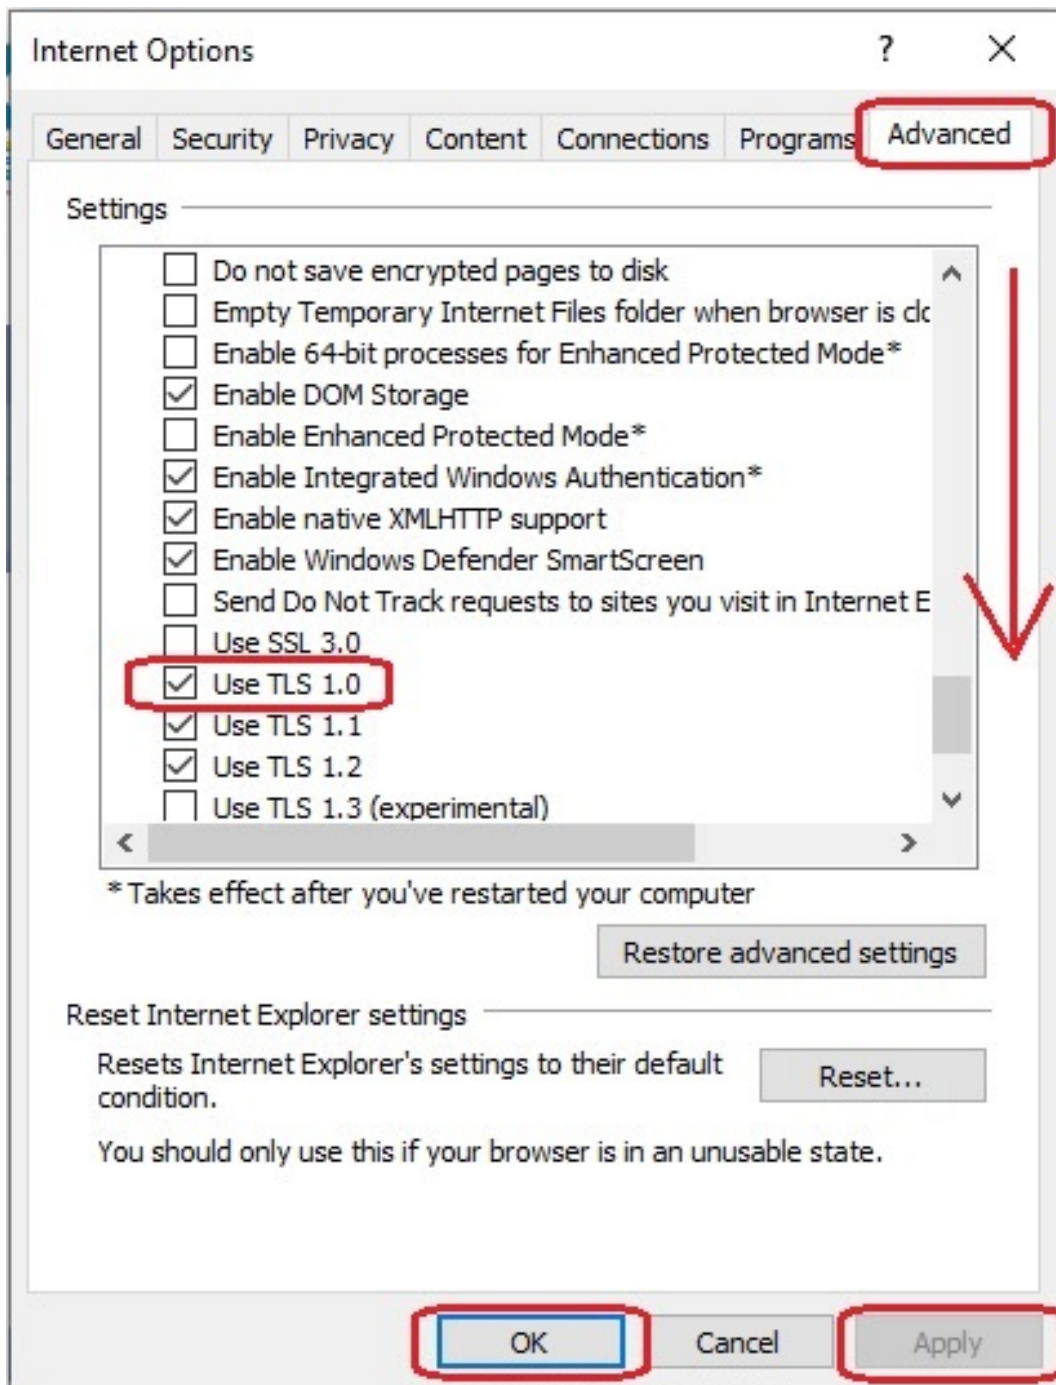 Internet Options
?
General Security Privacy Content Connections Programs Advanced
Settings
Do not save encrypted pages to disk
Empty Temporary Internet Files folder when browser is clo
Enable 64-bit processes for Enhanced Protected Mode*
Enable DOM Storage
Enable Enhanced Protected Mode*
Enable Integrated Windows Authentication*
Enable native XMLHTTP support
Enable Windows Defender SmartScreen
Send Do Not Track requests to sites you visit in Internet E
Use SSL 3.0
Use TLS 1.0
Use TLS 1.1
Use TLS 1.2
Use TLS 1.3 (experimental)
*Takes effect after you've restarted your computer
Restore advanced settings
Reset Internet Explorer settings
Resets Internet Explorer's settings to their default
condition.
Reset...
You should only use this if your browser is in an unusable state.
OK Cancel Apply